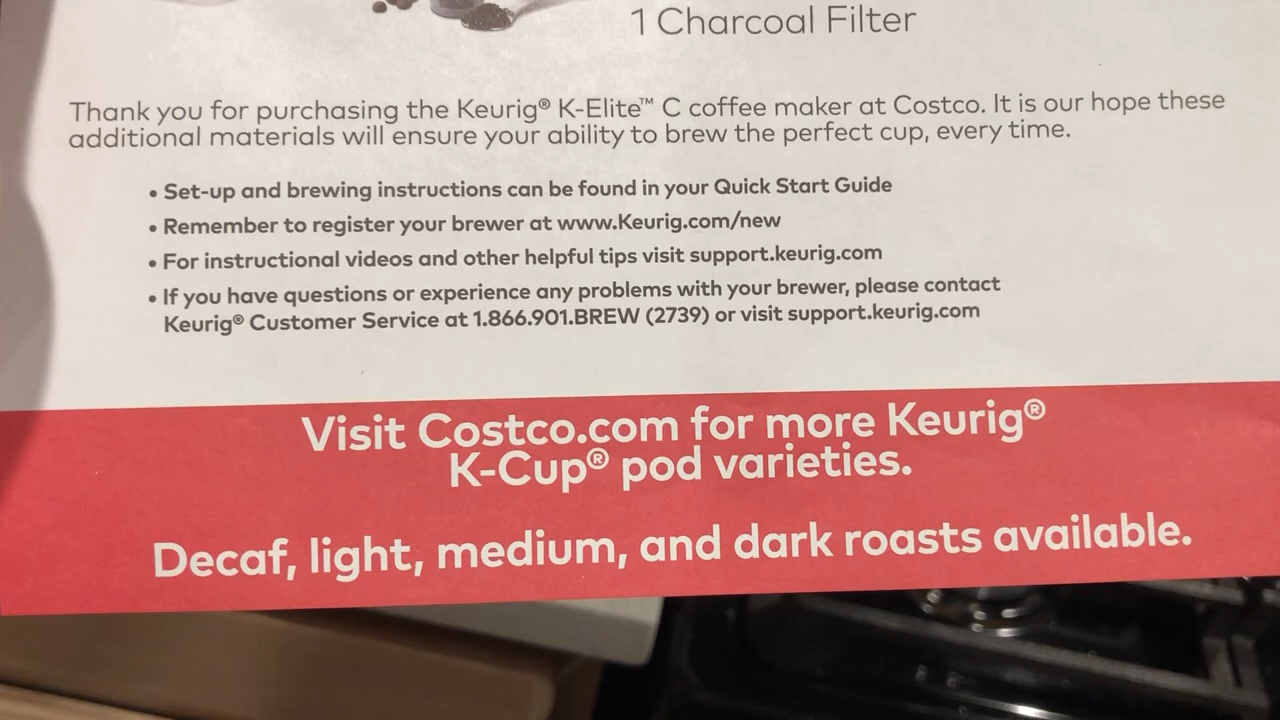 1 Charcoal Filter
Thank you for purchasing the Keurig® K-Elite™ C coffee maker at Costco. It is our hope these
additional materials will ensure your ability to brew the perfect cup, every time.
• Set-up and brewing instructions can be found in your Quick Start Guide
• Remember to register your brewer at www.Keurig.com/new
• For instructional videos and other helpful tips visit support.keurig.com
• If you have questions or experience any problems with your brewer, please contact
Keurig® Customer Service at 1.866.901.BREW (2739) or visit support.keurig.com
Visit Costco.com for more Keurig®
K-Cup® pod varieties.
Decaf, light, medium, and dark roasts available.